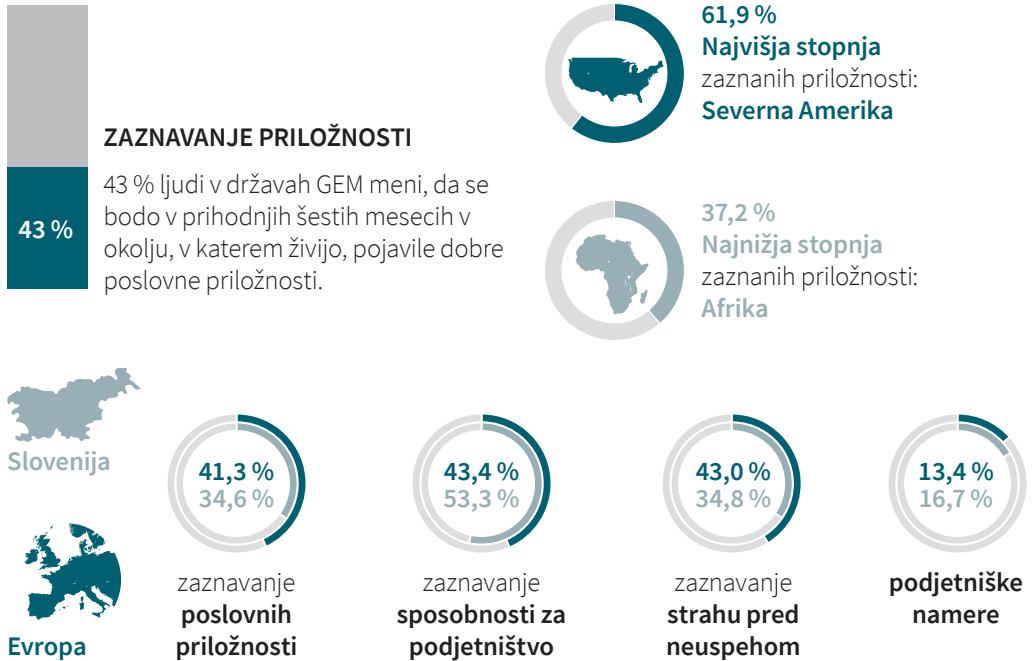 43 %
ZAZNAVANJE PRILOŽNOSTI
43 % ljudi v državah GEM meni, da se
bodo v prihodnjih šestih mesecih v
okolju, v katerem živijo, pojavile dobre
poslovne priložnosti.
61,9 %
Najvišja stopnja
zaznanih priložnosti:
Severna Amerika
37,2 %
Najnižja stopnja
zaznanih priložnosti:
Afrika
Slovenija
Evropa
41,3 %
34,6 %
zaznavanje
poslovnih
priložnosti
43,4 %
53,3 %
zaznavanje
sposobnosti za
podjetništvo
43,0 %
34,8 %
zaznavanje
strahu pred
neuspehom
13,4 %
16,7 %
podjetniške
namere